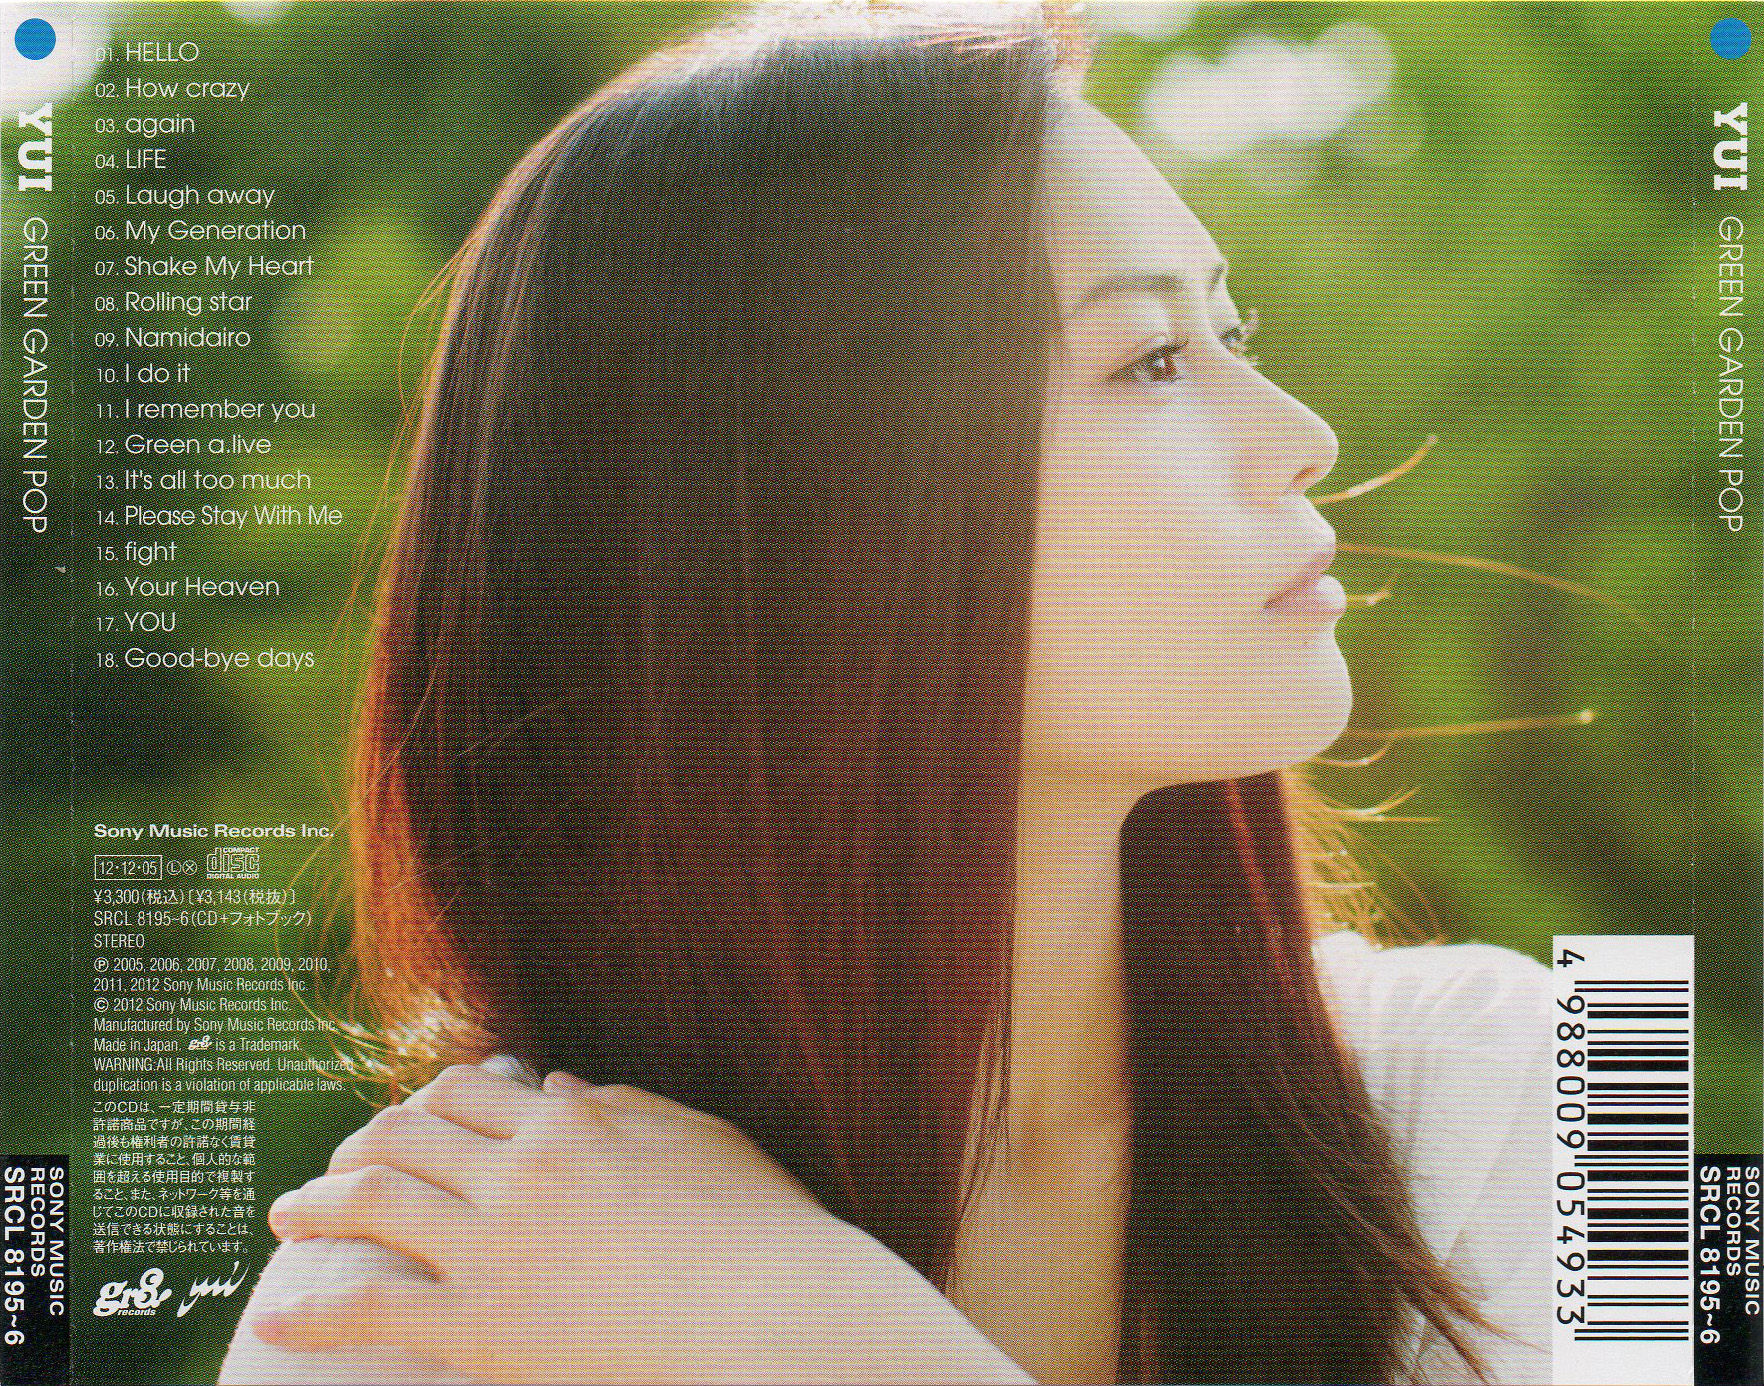 YUI GREEN GARDEN POP
SONY MUSIC
RECORDS
SRCL 8195~6
01. HELLO
02. How crazy
03. again
04. LIFE
05. Laugh away
06. My Generation
07. Shake My Heart
08. Rolling star
09. Namidairo
10. I do it
11. I remember you
12. Green a.live
13. It's all too much
14. Please Stay With Me
15. fight
16. Your Heaven
17. YOU
18. Good-bye days
Sony Music Records Inc.
12・12・05 Ⓛ Ⓧ COMPACT disc DIGITAL AUDIO
¥3,300(税込)〔¥3,143(税抜)〕
SRCL 8195-6(CD+フォトブック)
STEREO
℗ 2005, 2006, 2007, 2008, 2009, 2010,
2011, 2012 Sony Music Records Inc.
© 2012 Sony Music Records Inc.
Manufactured by Sony Music Records Inc.
Made in Japan. gr8 is a Trademark.
WARNING:All Rights Reserved. Unauthorized
duplication is a violation of applicable laws.
このCDは、一定期間貸与非
許諾商品ですが、この期間経
過後も権利者の許諾なく賃貸
業に使用すること、個人的な範
囲を超える使用目的で複製す
ること、また、ネットワーク等を通
じてこのCDに収録された音を
送信できる状態にすることは、
著作権法で禁じられています。
gr8 records yui
4 988009 054933
YUI GREEN GARDEN POP
SONY MUSIC
RECORDS
SRCL 8195~6